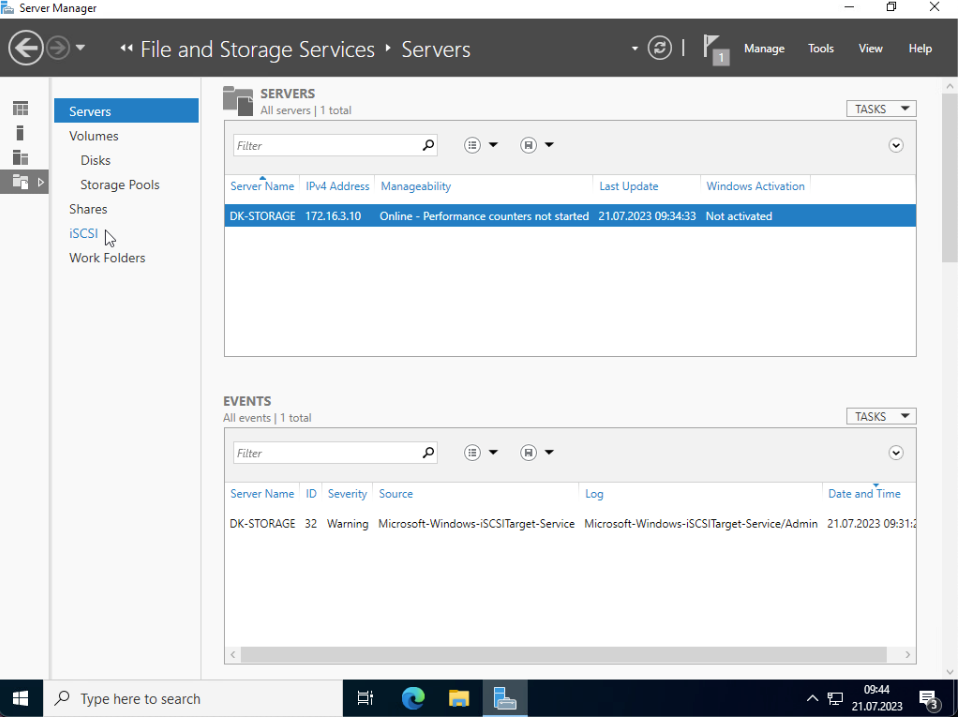 Server Manager
File and Storage Services
Servers
1
Manage
Tools
View
Help
Servers
Volumes
Disks
Storage Pools
Shares
iSCSI
Work Folders
SERVERS
All servers | 1 total
TASKS
Filter
Server Name IPv4 Address Manageability Last Update Windows Activation
DK-STORAGE 172.16.3.10 Online - Performance counters not started 21.07.2023 09:34:33 Not activated
EVENTS
All events | 1 total
TASKS
Filter
Server Name ID Severity Source Log Date and Time
DK-STORAGE 32 Warning Microsoft-Windows-iSCSITarget-Service Microsoft-Windows-iSCSITarget-Service/Admin 21.07.2023 09:31:2
Type here to search
09:44
21.07.2023
3